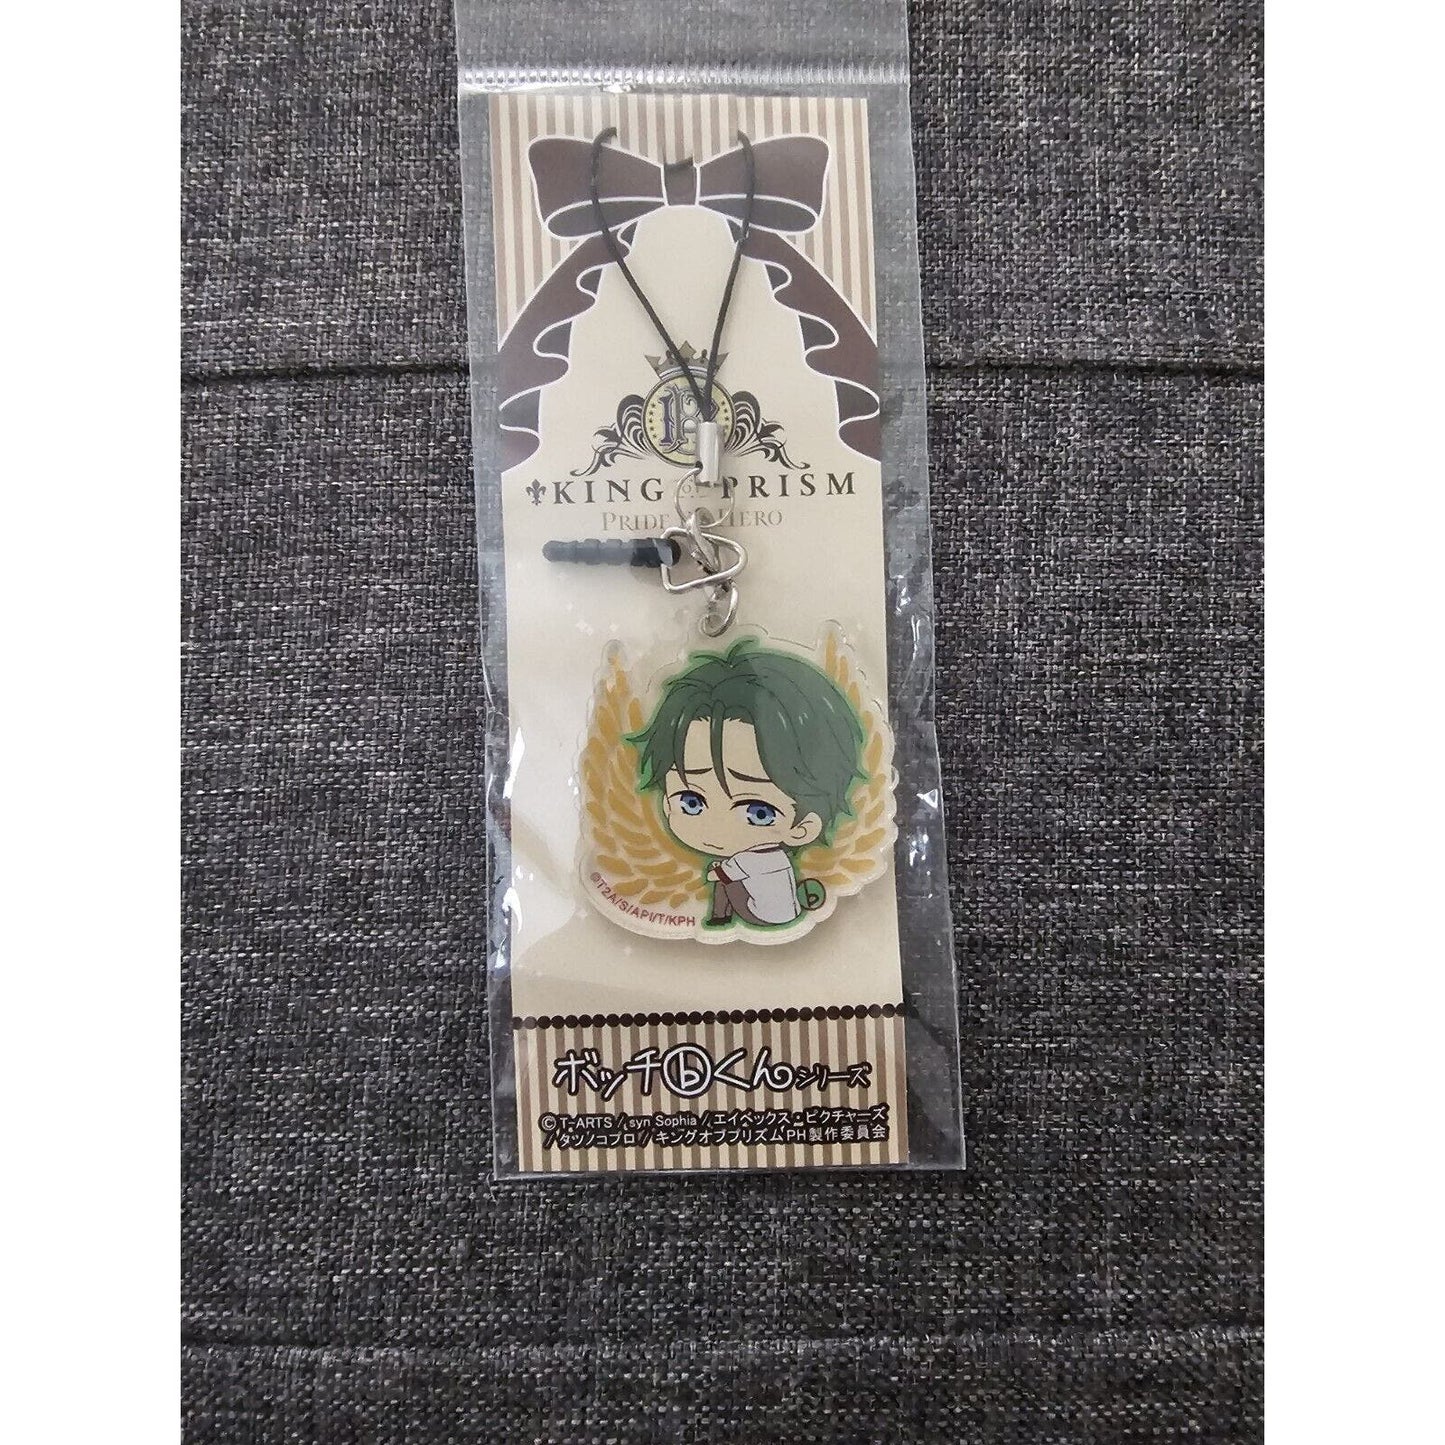 KING OF PRISM
PRIDE HERO
©T2A/S/API/T/KPH
b
ボッチbくんシリーズ
© T-ARTS / syn Sophia / エイベックス・ピクチャーズ
/ タツノコプロ / キングオブプリズムPH製作委員会